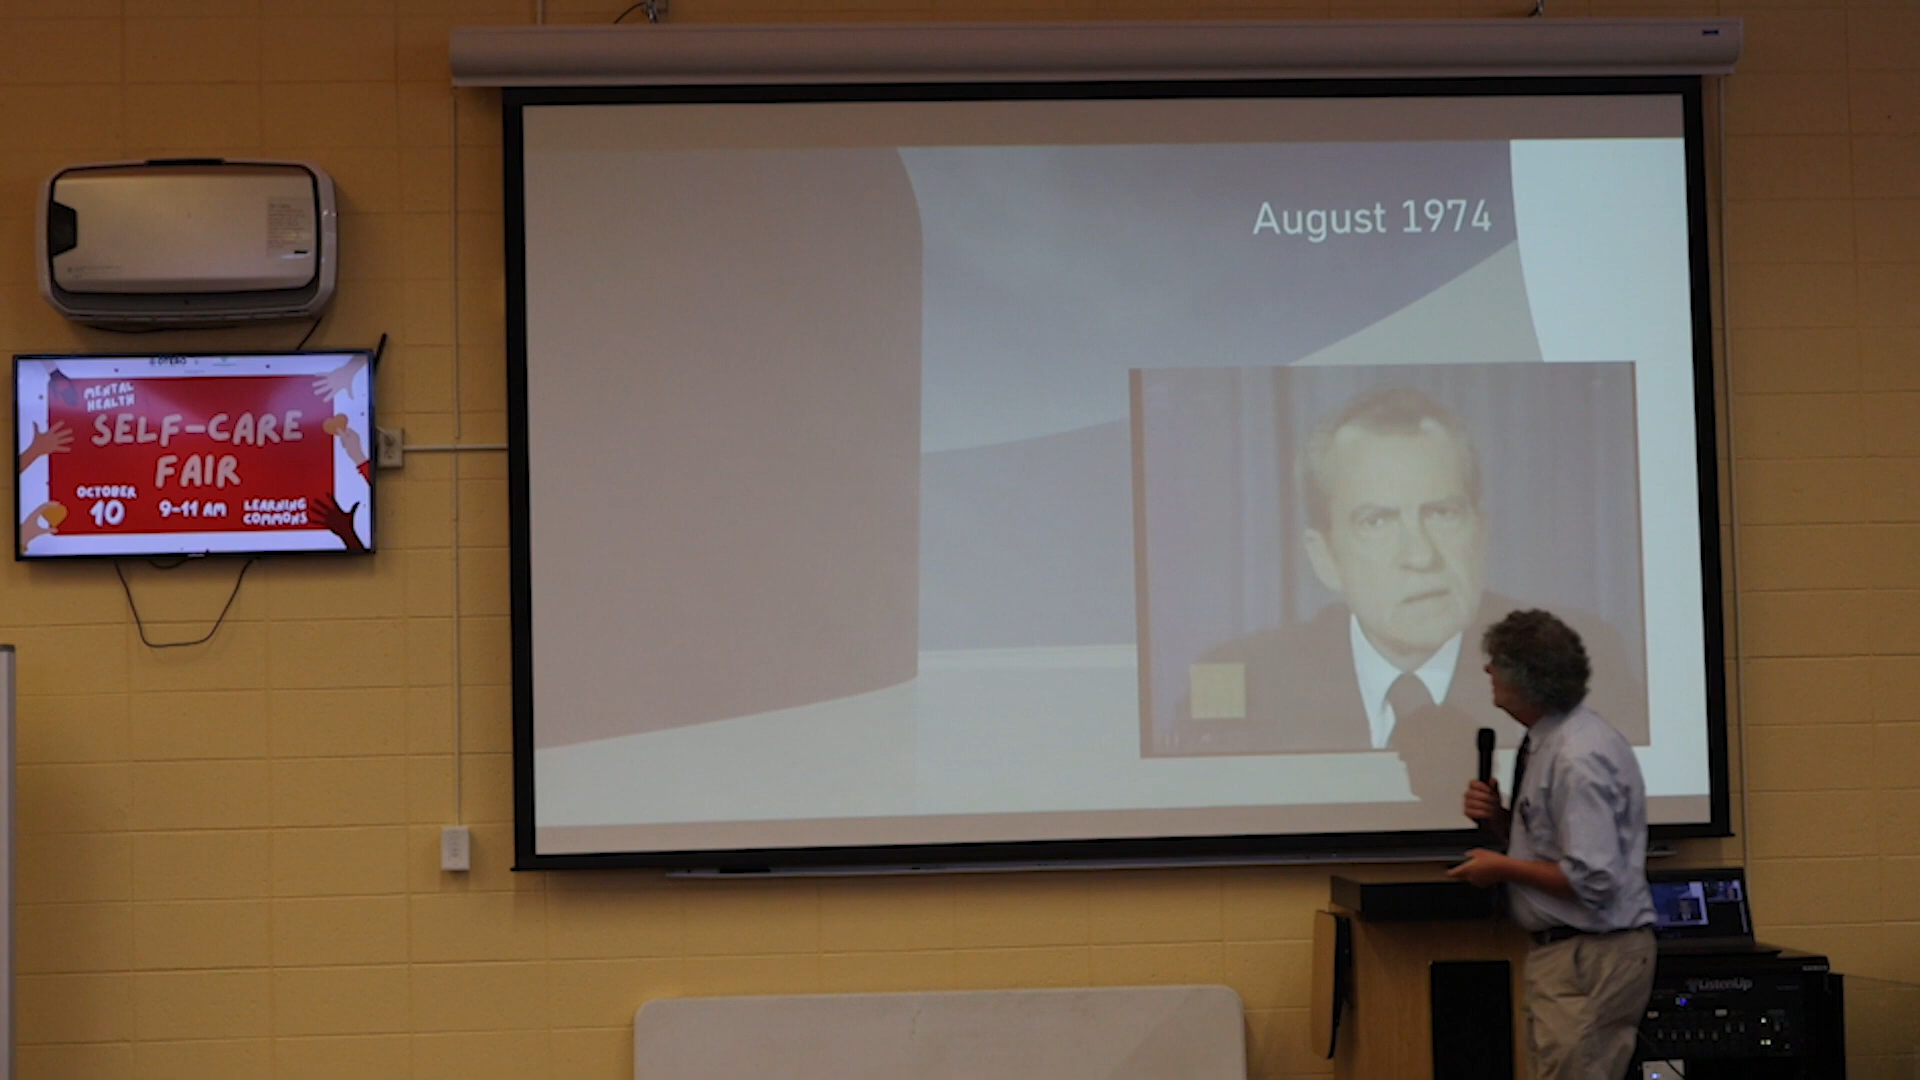 August 1974
MENTAL
HEALTH
SELF-CARE
FAIR
OCTOBER
10
9-11 AM
LEARNING
COMMONS
ListenUp